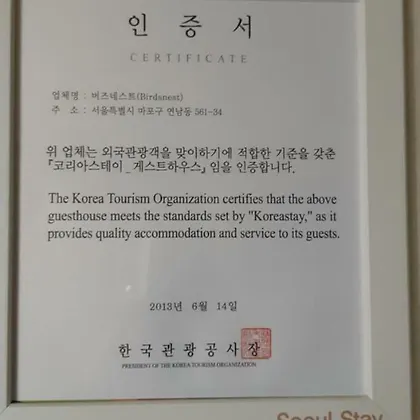 인 증 서
CERTIFICATE
업체명 : 버즈네스트(Birdsnest)
주 소 : 서울특별시 마포구 연남동 561-34
위 업체는 외국관광객을 맞이하기에 적합한 기준을 갖춘
『코리아스테이_게스트하우스』임을 인증합니다.
The Korea Tourism Organization certifies that the above
guesthouse meets the standards set by "Koreastay," as it
provides quality accommodation and service to its guests.
2013년 6월 14일
한국관광공사장
PRESIDENT OF THE KOREA TOURISM ORGANIZATION
Seoul Stay